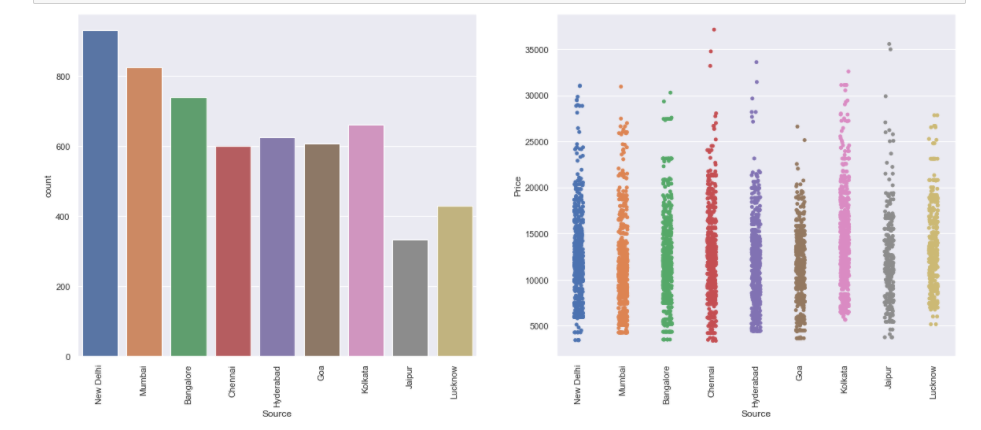 800
600
400
200
0
count
New Delhi
Mumbai
Bangalore
Chennai
Hyderabad
Goa
Kolkata
Jaipur
Lucknow
Source
35000
30000
25000
20000
15000
10000
5000
Price
New Delhi
Mumbai
Bangalore
Chennai
Hyderabad
Goa
Kolkata
Jaipur
Lucknow
Source